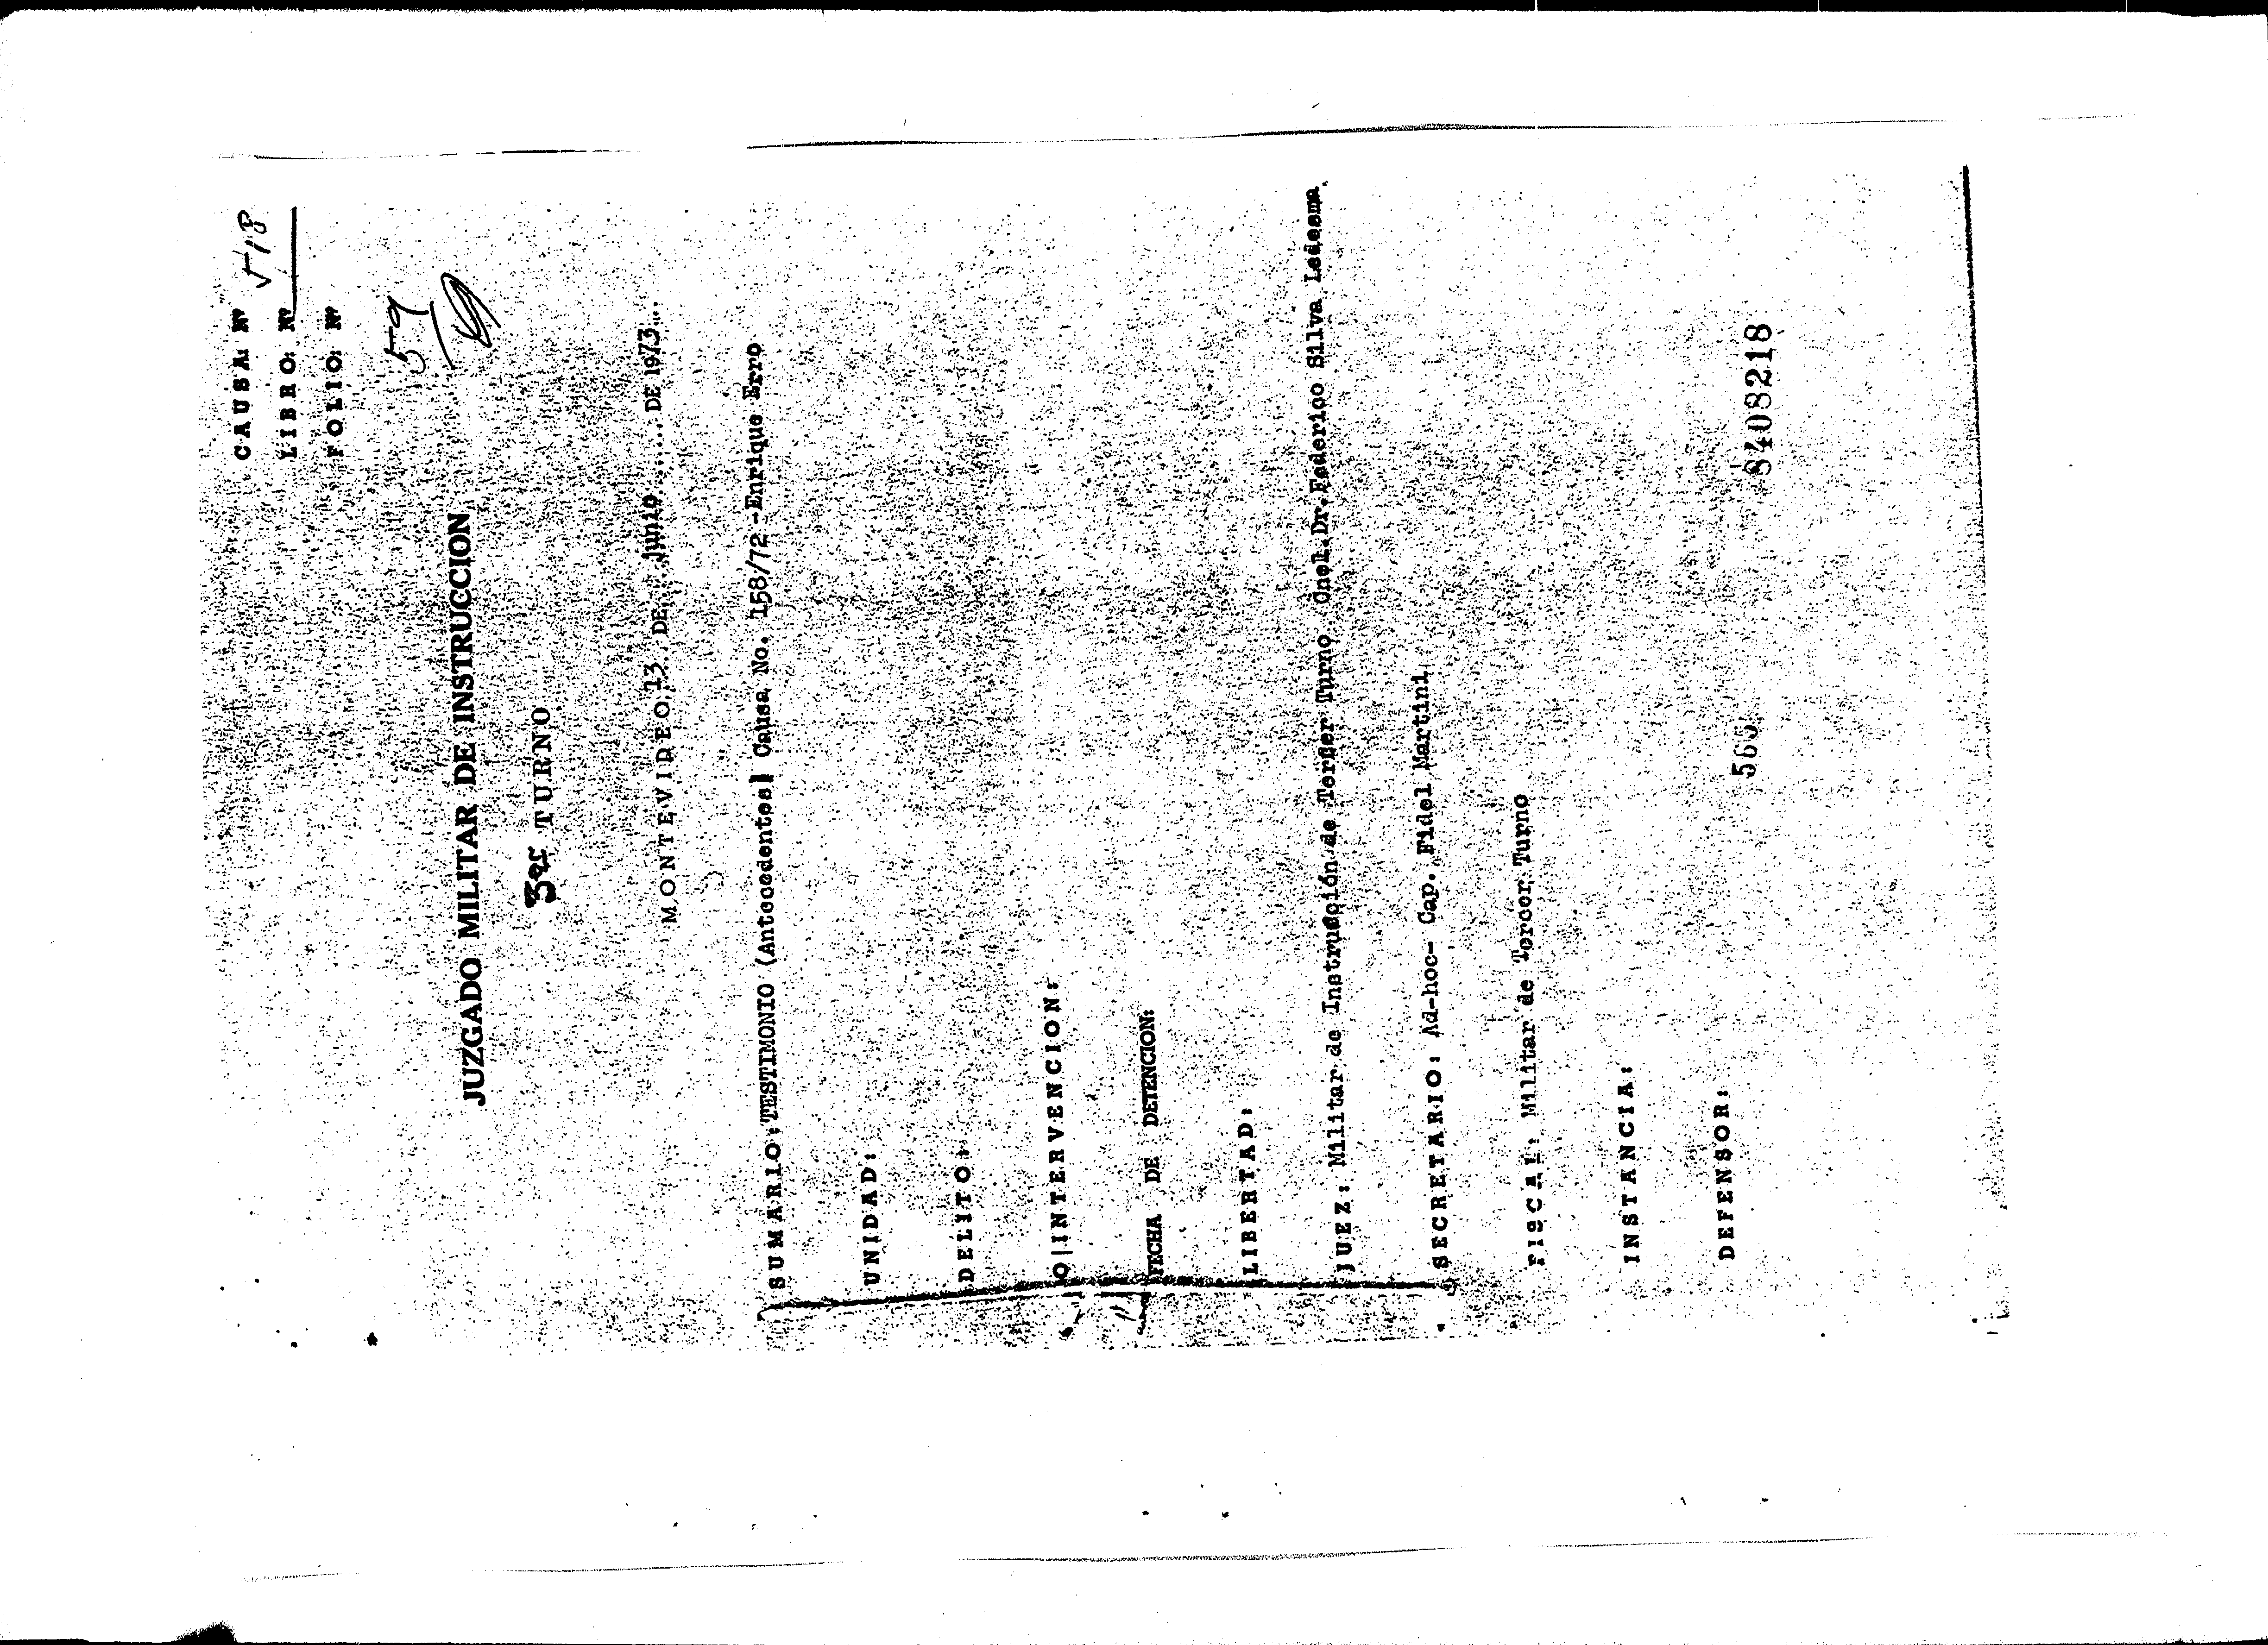 CAUSA: Nº 518
LIBRO: Nº
FOLIO: Nº
59
JUZGADO MILITAR DE INSTRUCCION
3er TURNO
MONTEVIDEO, 13 DE junio DE 1973
SUMARIO: TESTIMONIO (Antecedentes) Causa No. 158/72 -Enrique Erro
UNIDAD:
DELITO:
O|INTERVENCION:
FECHA DE DETENCION:
LIBERTAD:
JUEZ: Militar de Instrucción de Tercer Turno Cnel.Dr.Federico Silva Ledesma
SECRETARIO: Ad-hoc- Cap. Fidel Martini
FISCAL: Militar de Tercer Turno
INSTANCIA:
DEFENSOR:
565 8408218